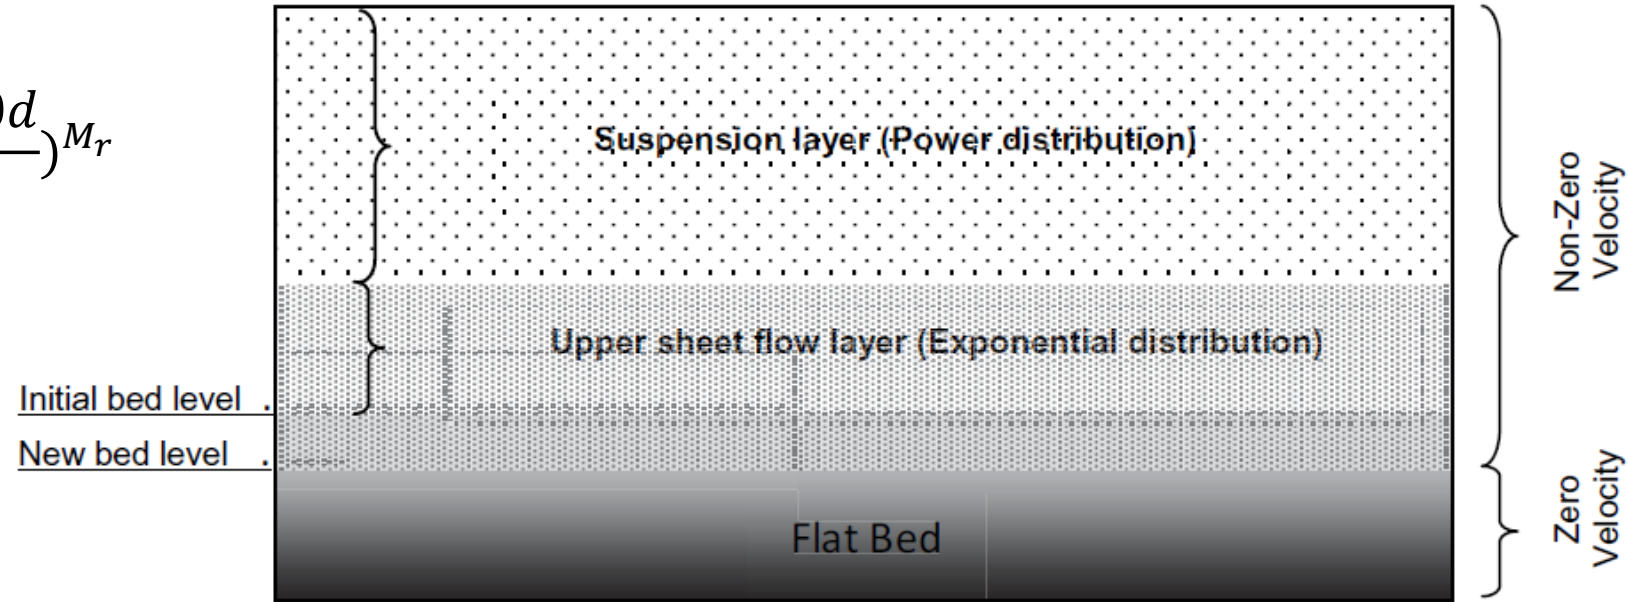 )d
)^{M_r}
Suspension layer (Power distribution)
Upper sheet flow layer (Exponential distribution)
Initial bed level
New bed level
Flat Bed
Non-Zero
Velocity
Zero
Velocity